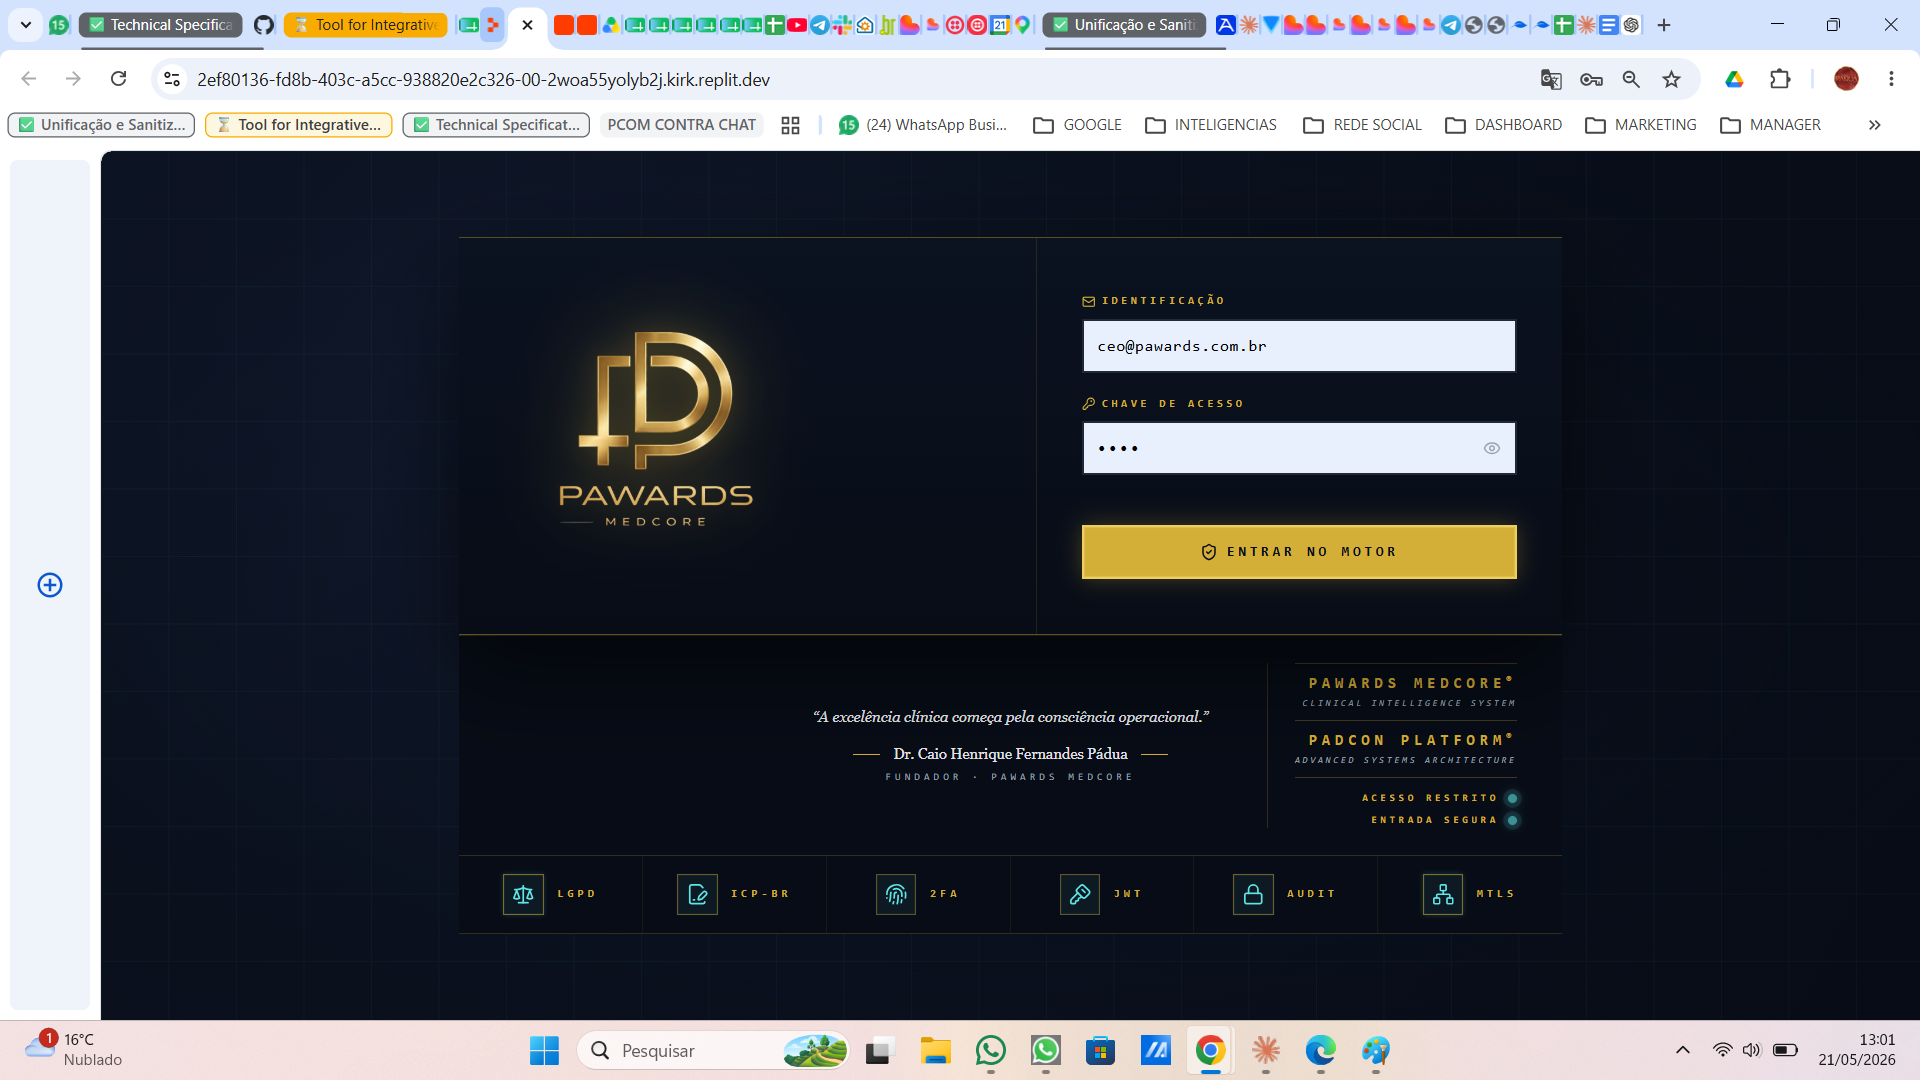 15
Technical Specifica
Tool for Integrative
21
Unificação e Saniti
2ef80136-fd8b-403c-a5cc-938820e2c326-00-2woa55yolyb2j.kirk.replit.dev
Unificação e Sanitiz...
Tool for Integrative...
Technical Specificat...
PCOM CONTRA CHAT
15
(24) WhatsApp Busi...
GOOGLE
INTELIGENCIAS
REDE SOCIAL
DASHBOARD
MARKETING
MANAGER
IDENTIFICAÇÃO
ceo@pawards.com.br
CHAVE DE ACESSO
••••
ENTRAR NO MOTOR
PAWARDS
MEDCORE
“A excelência clínica começa pela consciência operacional.”
Dr. Caio Henrique Fernandes Pádua
FUNDADOR · PAWARDS MEDCORE
PAWARDS MEDCORE®
CLINICAL INTELLIGENCE SYSTEM
PADCON PLATFORM®
ADVANCED SYSTEMS ARCHITECTURE
ACESSO RESTRITO
ENTRADA SEGURA
LGPD
ICP-BR
2FA
JWT
AUDIT
MTLS
1
16°C
Nublado
Pesquisar
13:01
21/05/2026